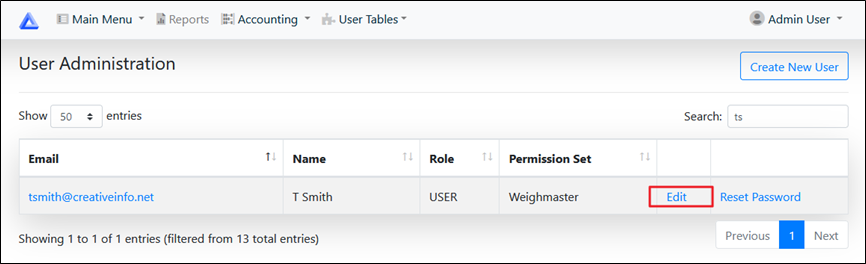 Main Menu Reports Accounting User Tables Admin User
User Administration
Create New User
Show 50 entries
Search: ts
Email Name Role Permission Set
tsmith@creativeinfo.net T Smith USER Weighmaster Edit Reset Password
Showing 1 to 1 of 1 entries (filtered from 13 total entries)
Previous 1 Next